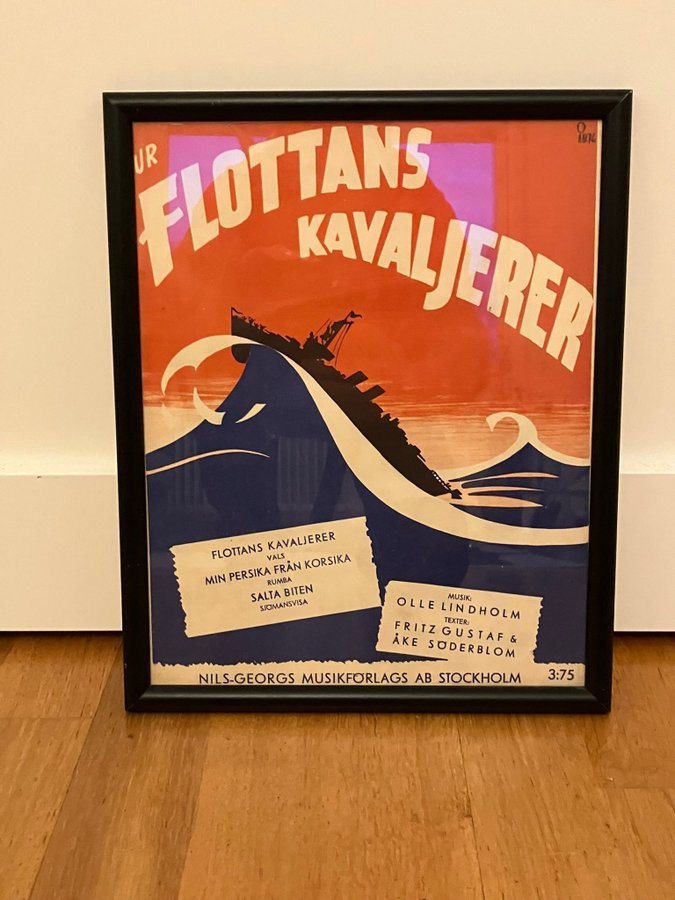 UR
FLOTTANS
KAVALJERER
FLOTTANS KAVALJERER
VALS
MIN PERSIKA FRÅN KORSIKA
RUMBA
SALTA BITEN
SJÖMANSVISA
MUSIK:
OLLE LINDHOLM
TEXTER:
FRITZ GUSTAF &
ÅKE SÖDERBLOM
NILS-GEORGS MUSIKFÖRLAGS AB STOCKHOLM 3:75